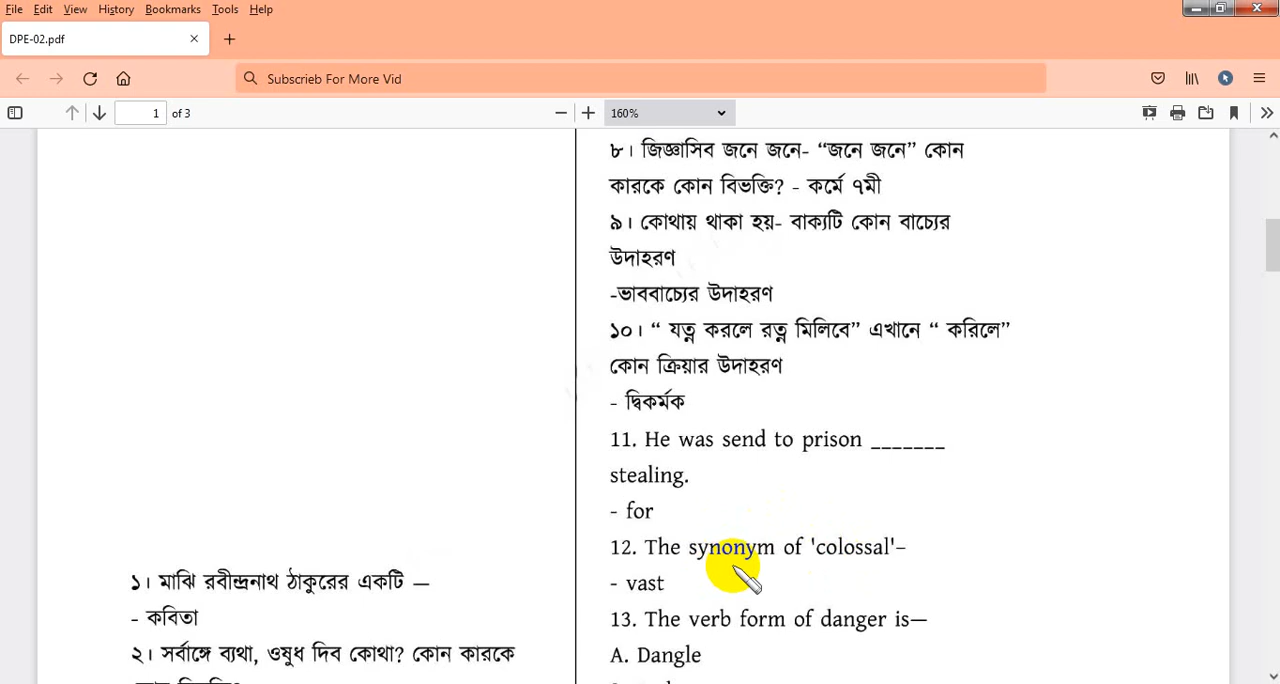 File Edit View History Bookmarks Tools Help
DPE-02.pdf
Subscrieb For More Vid
1 of 3
160%
১। মাঝি রবীন্দ্রনাথ ঠাকুরের একটি —
- কবিতা
২। সর্বাঙ্গে ব্যথা, ওষুধ দিব কোথা? কোন কারকে
৮। জিজ্ঞাসিব জনে জনে- “জনে জনে” কোন
কারকে কোন বিভক্তি? - কর্মে ৭মী
৯। কোথায় থাকা হয়- বাক্যটি কোন বাচ্যের
উদাহরণ
-ভাববাচ্যের উদাহরণ
১০। “ যত্ন করলে রত্ন মিলিবে” এখানে “ করিলে”
কোন ক্রিয়ার উদাহরণ
- দ্বিকর্মক
11. He was send to prison _______
stealing.
- for
12. The synonym of 'colossal'–
- vast
13. The verb form of danger is—
A. Dangle